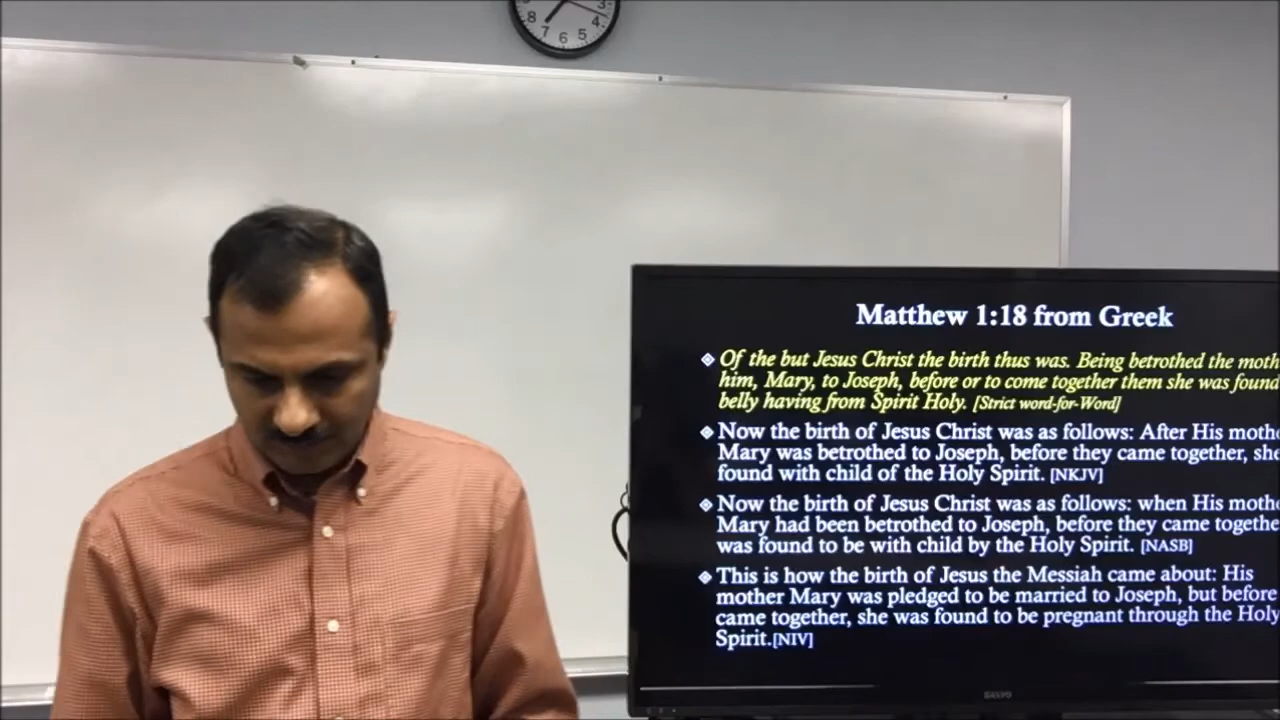 8 7 6 5 4 3
Matthew 1:18 from Greek
Of the but Jesus Christ the birth thus was. Being betrothed the moth
him, Mary, to Joseph, before or to come together them she was found
belly having from Spirit Holy. [Strict word-for-Word]
Now the birth of Jesus Christ was as follows: After His mothe
Mary was betrothed to Joseph, before they came together, she
found with child of the Holy Spirit. [NKJV]
Now the birth of Jesus Christ was as follows: when His mothe
Mary had been betrothed to Joseph, before they came togethe
was found to be with child by the Holy Spirit. [NASB]
This is how the birth of Jesus the Messiah came about: His
mother Mary was pledged to be married to Joseph, but before
came together, she was found to be pregnant through the Holy
Spirit.[NIV]
SANYO